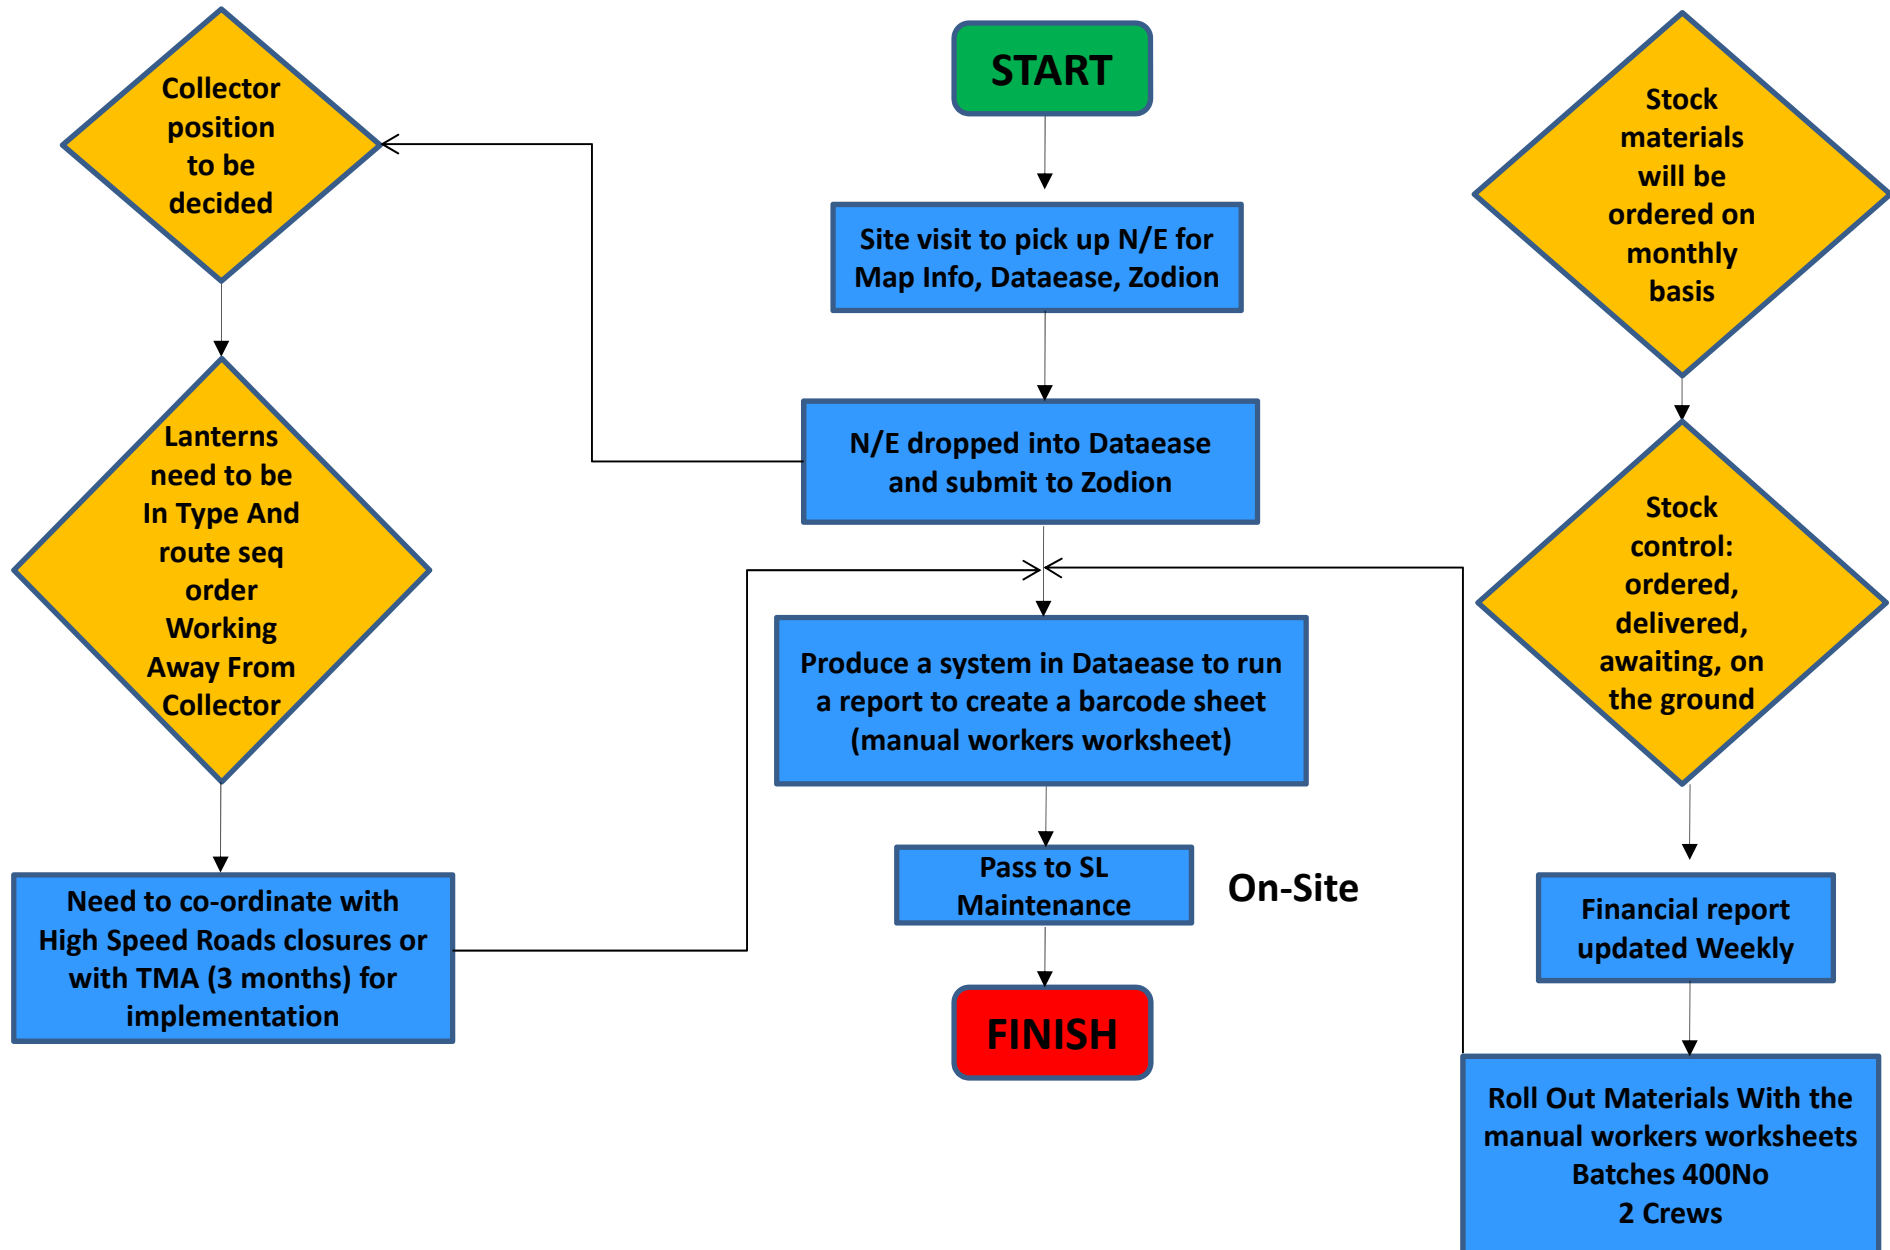 START
Site visit to pick up N/E for
Map Info, Dataease, Zodion
N/E dropped into Dataease
and submit to Zodion
Collector
position
to be
decided
Lanterns
need to be
In Type And
route seq
order
Working
Away From
Collector
Need to co-ordinate with
High Speed Roads closures or
with TMA (3 months) for
implementation
Stock
materials
will be
ordered on
monthly
basis
Stock
control:
ordered,
delivered,
awaiting, on
the ground
Financial report
updated Weekly
Roll Out Materials With the
manual workers worksheets
Batches 400No
2 Crews
Produce a system in Dataease to run
a report to create a barcode sheet
(manual workers worksheet)
Pass to SL
Maintenance
On-Site
FINISH